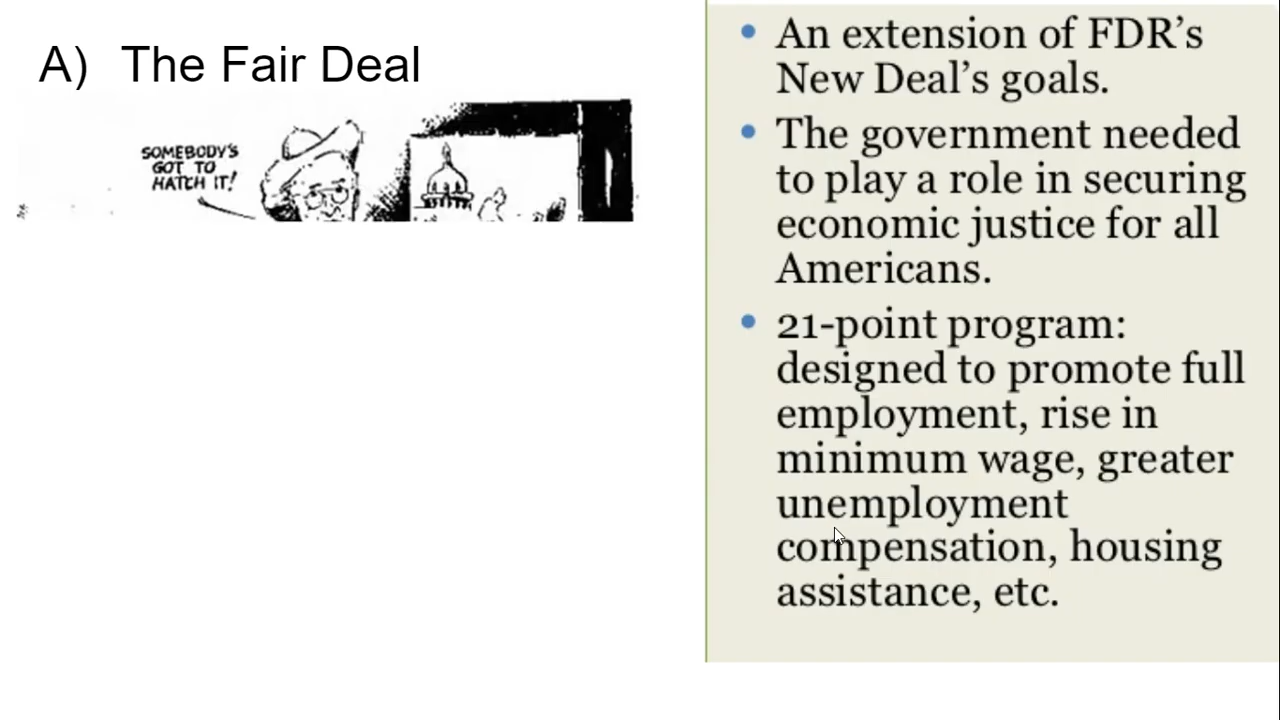 A) The Fair Deal
SOMEBODY'S
GOT TO
HATCH IT!
• An extension of FDR’s
New Deal’s goals.
• The government needed
to play a role in securing
economic justice for all
Americans.
• 21-point program:
designed to promote full
employment, rise in
minimum wage, greater
unemployment
compensation, housing
assistance, etc.